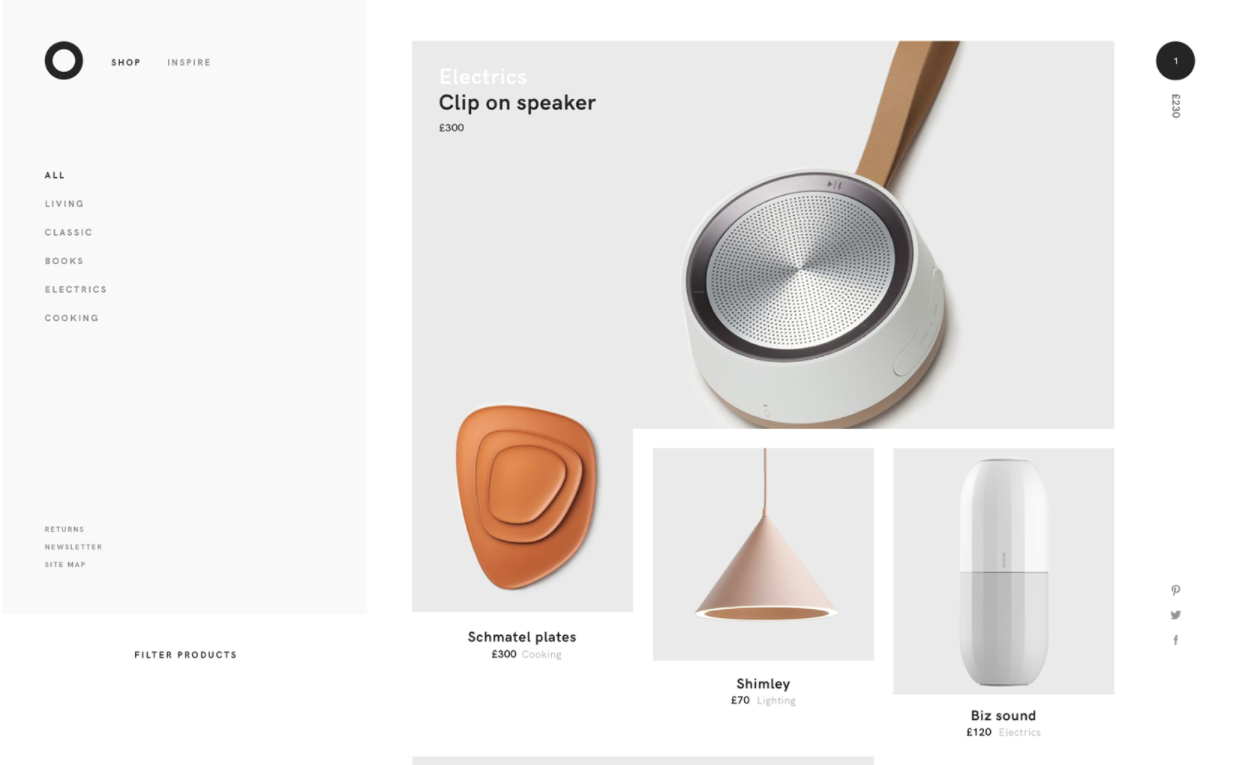 SHOP INSPIRE
ALL
LIVING
CLASSIC
BOOKS
ELECTRICS
COOKING
RETURNS
NEWSLETTER
SITE MAP
FILTER PRODUCTS
Electrics
Clip on speaker
£300
Schmatel plates
£300 Cooking
Shimley
£70 Lighting
Biz sound
£120 Electrics
1
£230